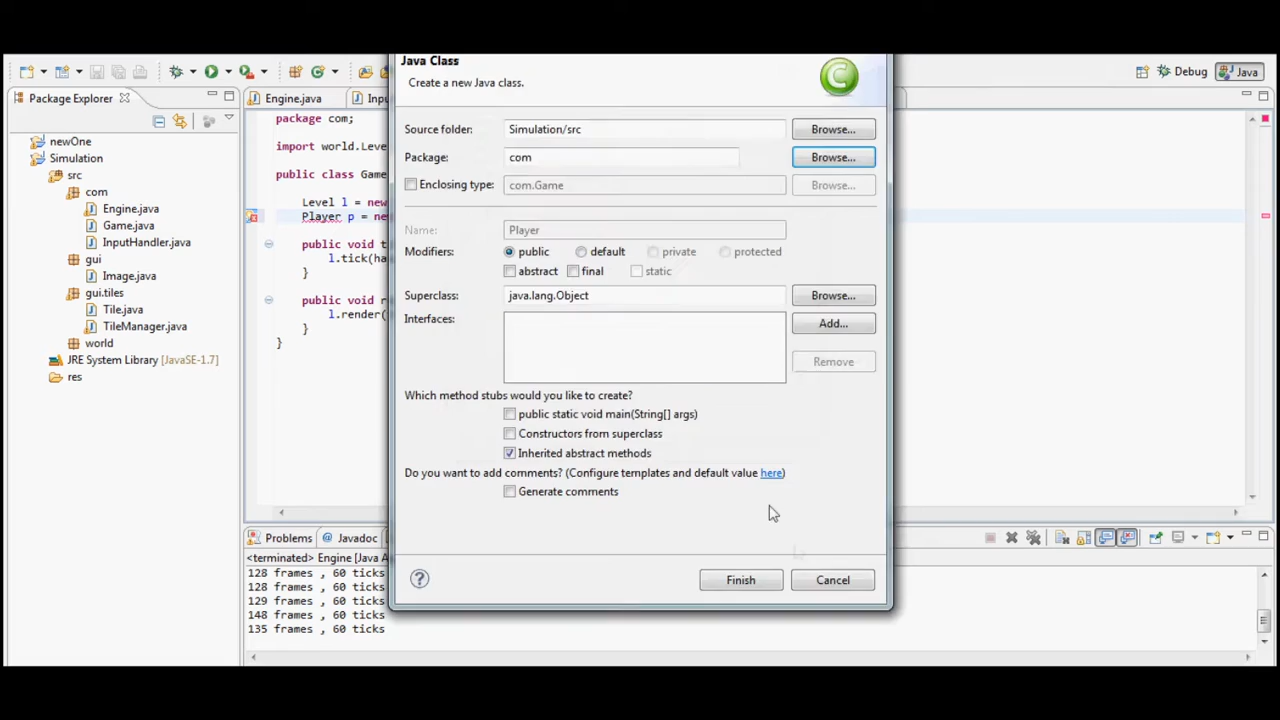 Java Class
Create a new Java class.
Debug
Java
Package Explorer
Engine.java
Source folder:
Simulation/src
Browse...
Package:
com
Browse...
Enclosing type:
com.Game
Browse...
Name:
Player
Modifiers:
public
default
private
protected
abstract
final
static
Superclass:
java.lang.Object
Browse...
Interfaces:
Add...
Remove
Which method stubs would you like to create?
public static void main(String[] args)
Constructors from superclass
Inherited abstract methods
Do you want to add comments? (Configure templates and default value here)
Generate comments
?
Finish
Cancel
newOne
Simulation
src
com
Engine.java
Game.java
InputHandler.java
gui
Image.java
gui.tiles
Tile.java
TileManager.java
world
JRE System Library [JavaSE-1.7]
res
package com;
import world.Leve
public class Game
Level l = new
Player p = new
public void t
l.tick(ha
}
public void r
l.render(
}
}
Problems
@ Javadoc
<terminated> Engine [Java A
128 frames , 60 ticks
128 frames , 60 ticks
129 frames , 60 ticks
148 frames , 60 ticks
135 frames , 60 ticks